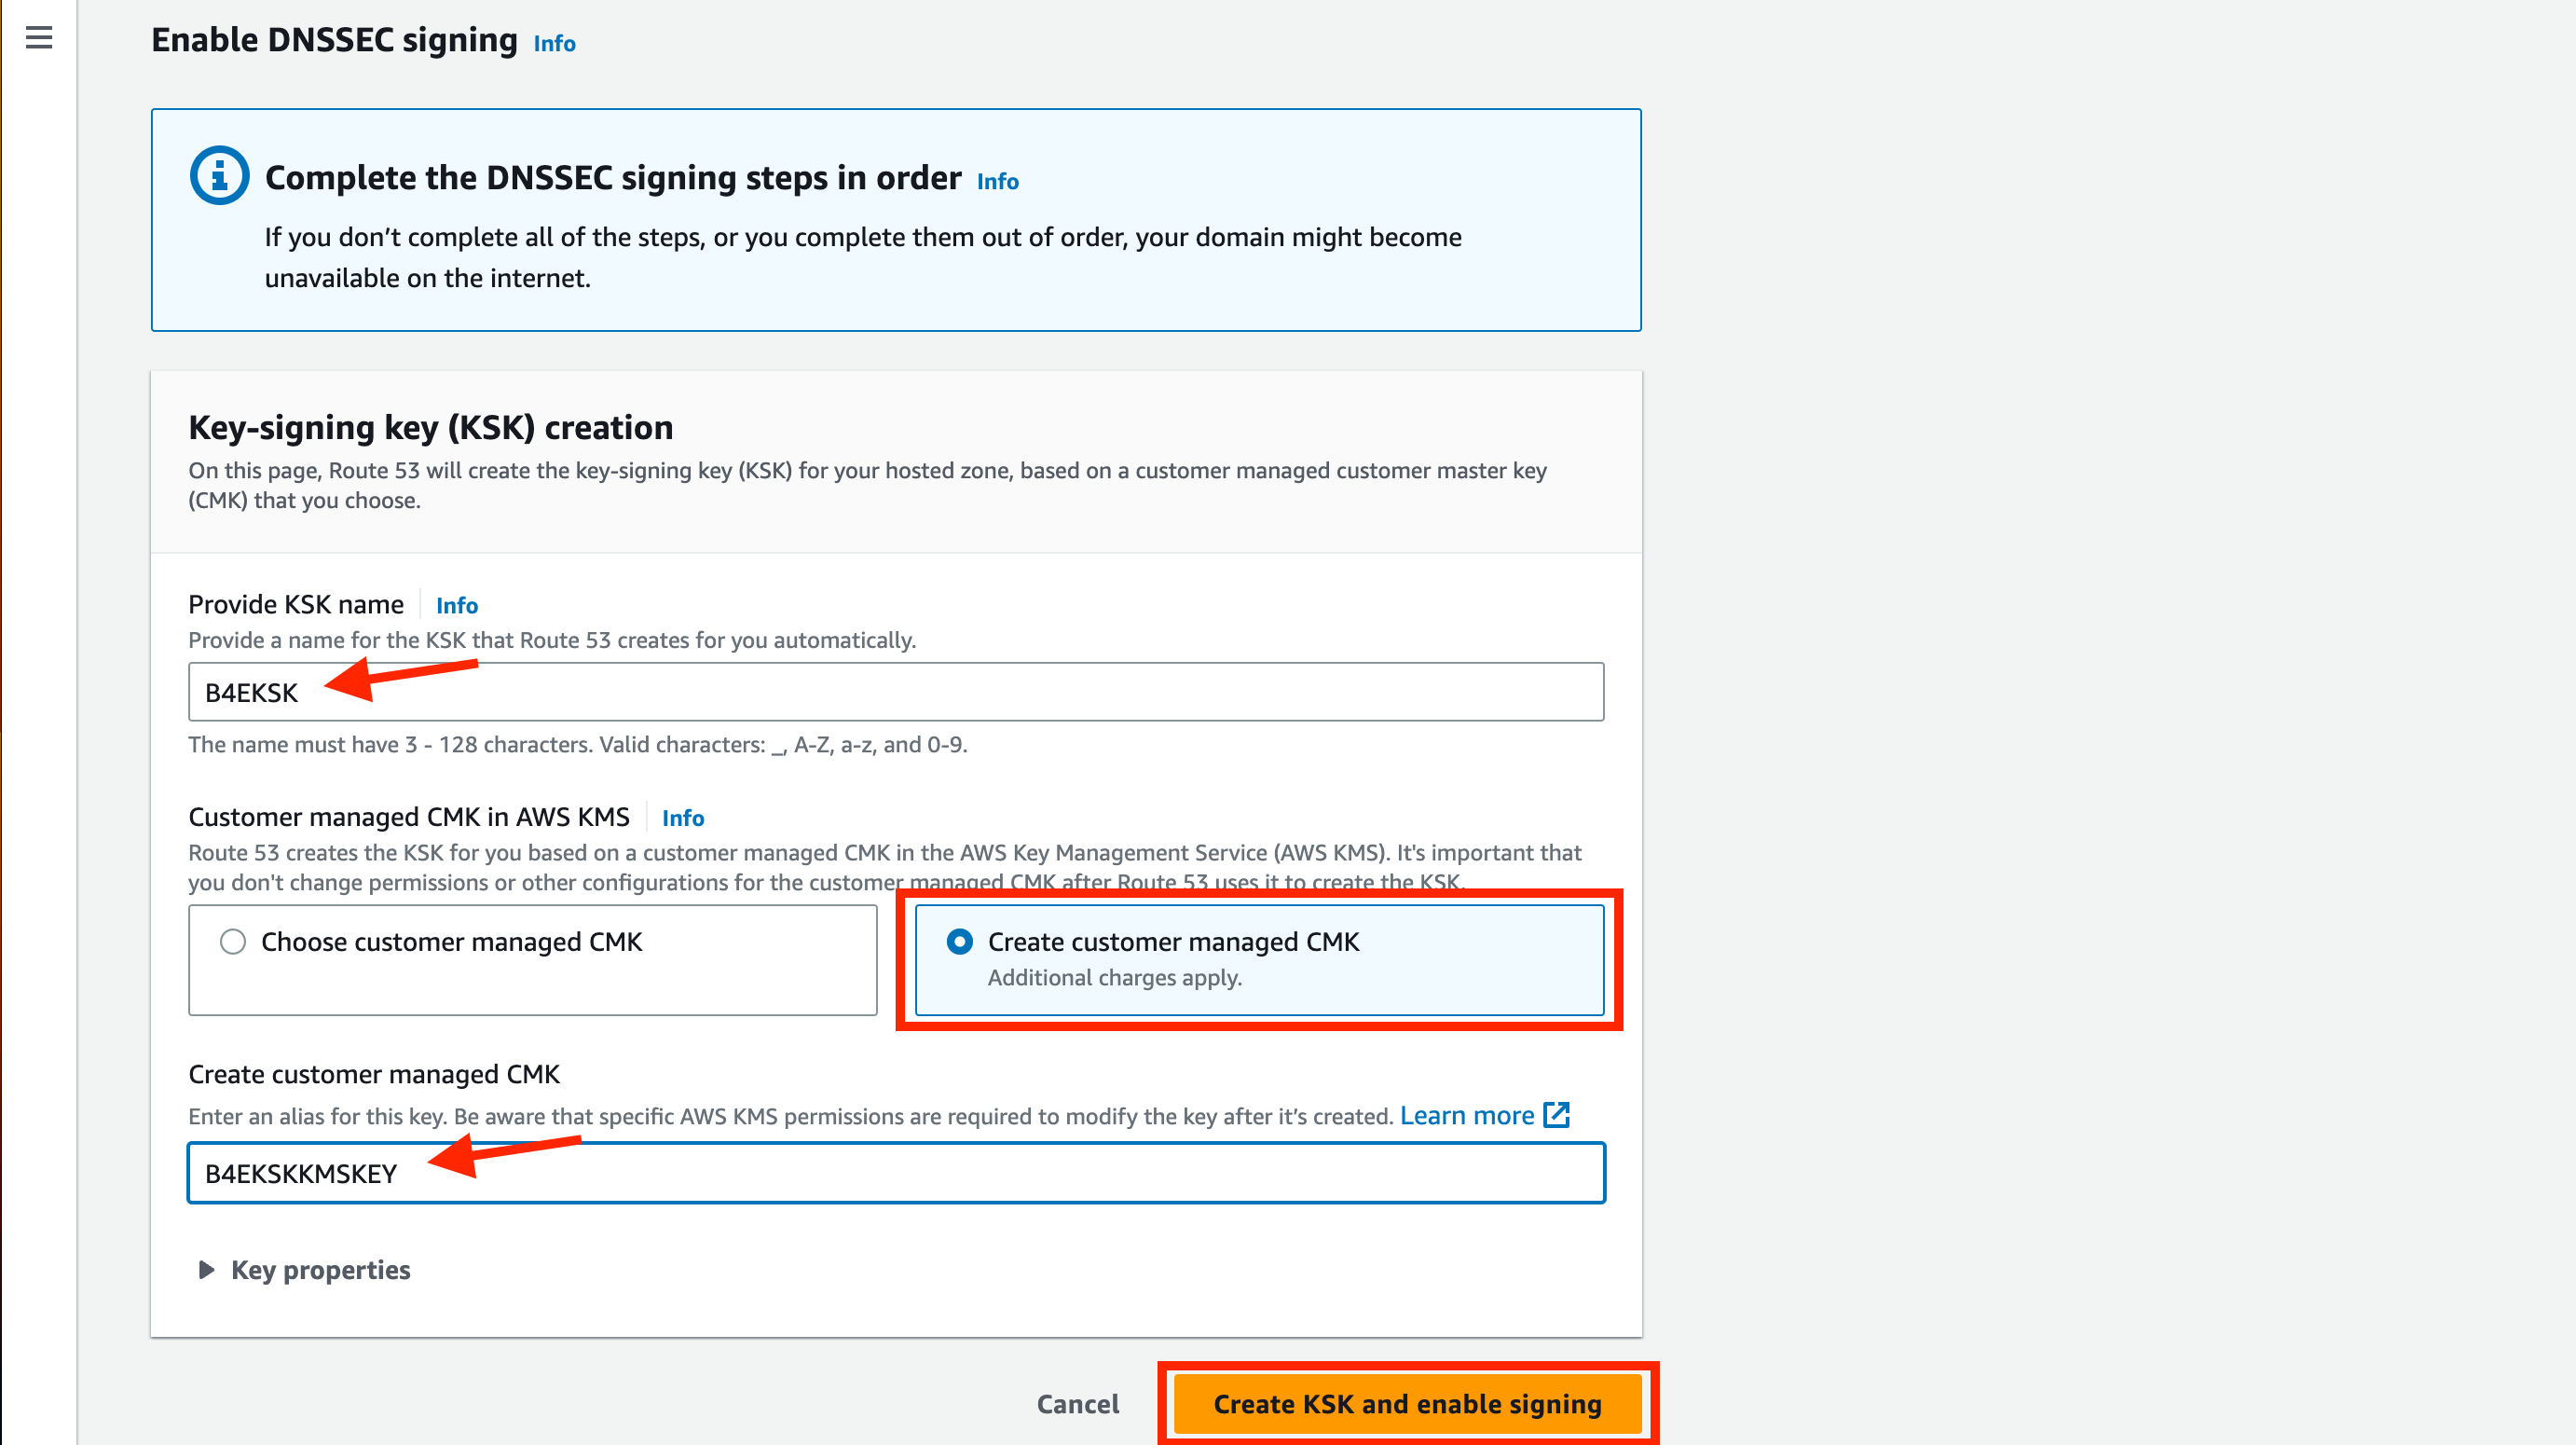 Enable DNSSEC signing Info
Complete the DNSSEC signing steps in order Info
If you don’t complete all of the steps, or you complete them out of order, your domain might become
unavailable on the internet.
Key-signing key (KSK) creation
On this page, Route 53 will create the key-signing key (KSK) for your hosted zone, based on a customer managed customer master key
(CMK) that you choose.
Provide KSK name Info
Provide a name for the KSK that Route 53 creates for you automatically.
B4EKSK
The name must have 3 - 128 characters. Valid characters: _, A-Z, a-z, and 0-9.
Customer managed CMK in AWS KMS Info
Route 53 creates the KSK for you based on a customer managed CMK in the AWS Key Management Service (AWS KMS). It's important that
you don't change permissions or other configurations for the customer managed CMK after Route 53 uses it to create the KSK.
Choose customer managed CMK
Create customer managed CMK
Additional charges apply.
Create customer managed CMK
Enter an alias for this key. Be aware that specific AWS KMS permissions are required to modify the key after it’s created. Learn more
B4EKSKKMSKEY
Key properties
Cancel
Create KSK and enable signing